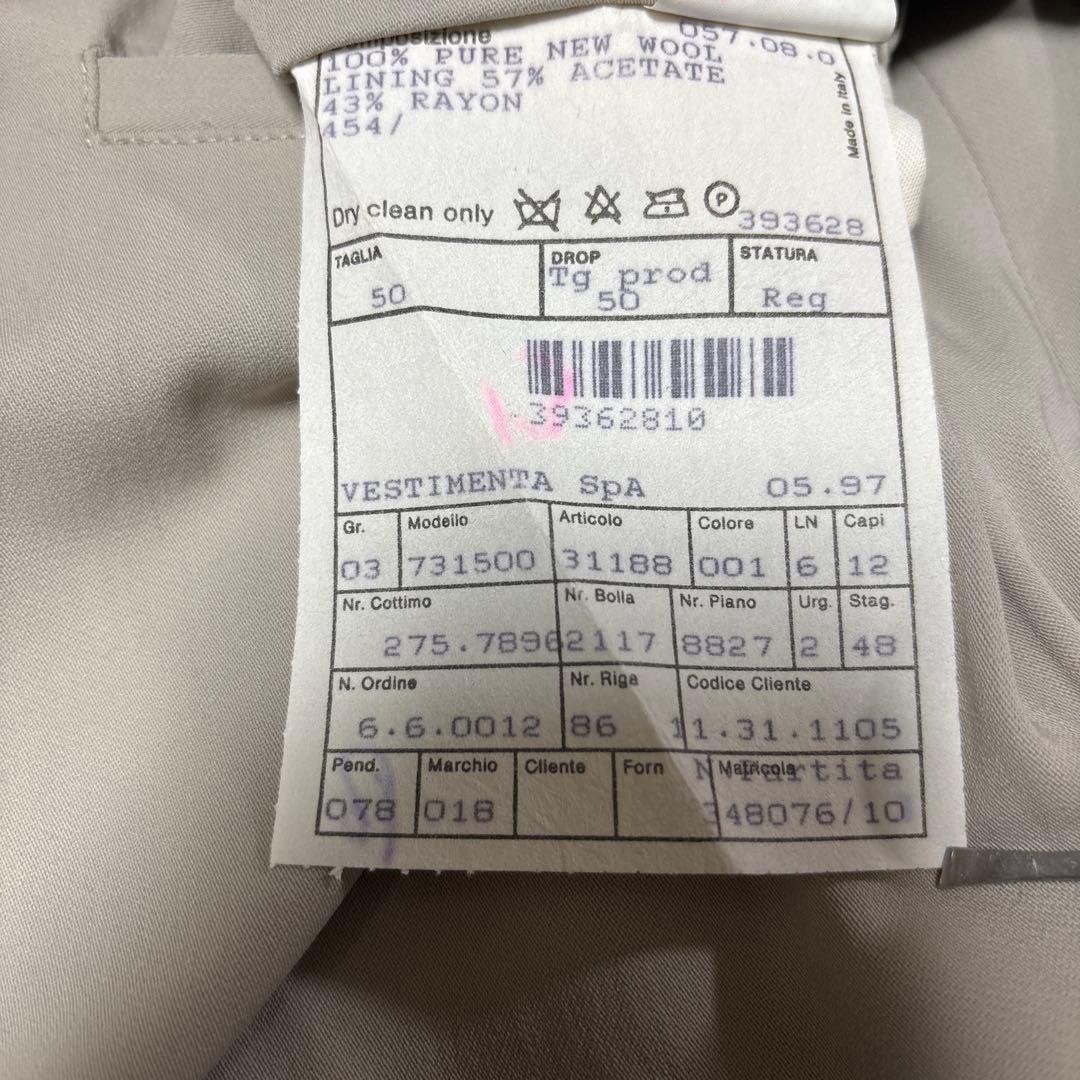 Composizione 057.08.0
100% PURE NEW WOOL
LINING 57% ACETATE
43% RAYON
454/
Made in Italy
Dry clean only P 393628
TAGLIA DROP STATURA
50 Tg prod 50 Reg
39362810
VESTIMENTA SpA 05.97
Gr. Modello Articolo Colore LN Capi
03 731500 31188 001 6 12
Nr. Cottimo Nr. Bolla Nr. Piano Urg. Stag.
275.78962117 8827 2 48
N. Ordine Nr. Riga Codice Cliente
6.6.0012 86 11.31.1105
Pend. Marchio Cliente Forn Matricola N Partita
078 018 348076/10